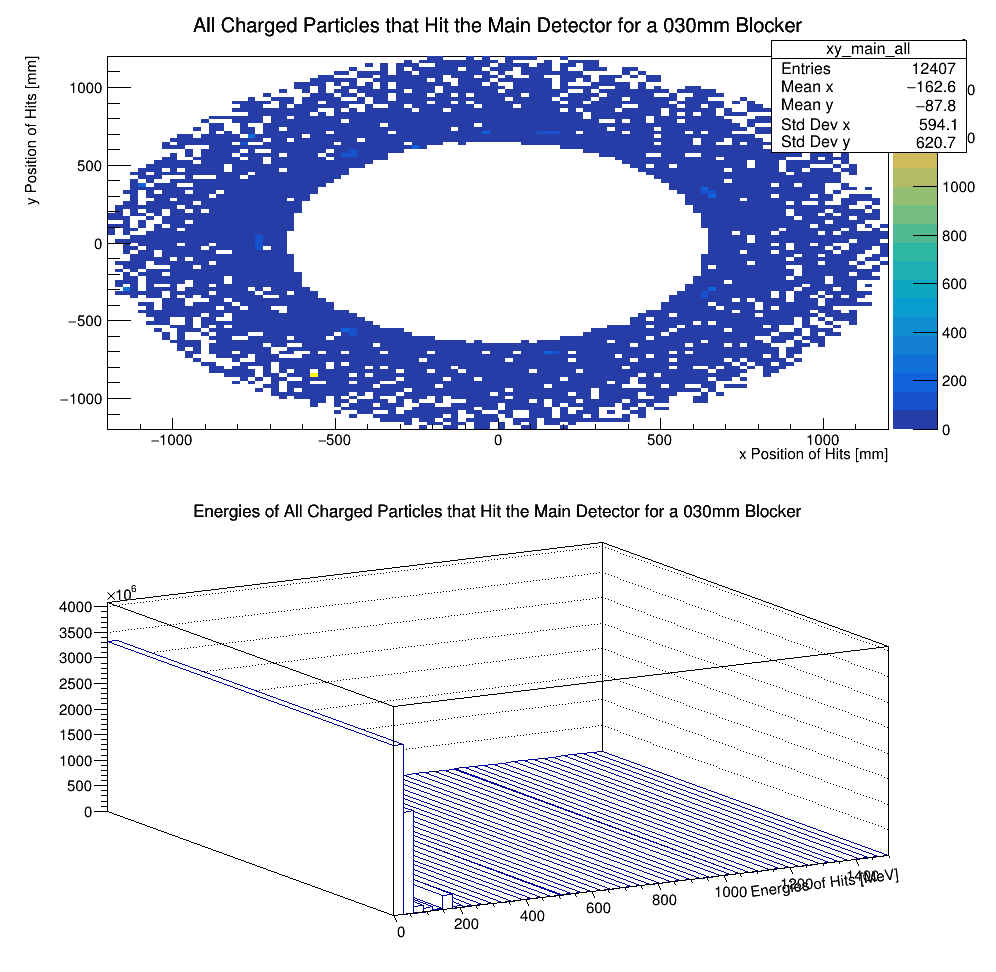 All Charged Particles that Hit the Main Detector for a 030mm Blocker
y Position of Hits [mm]
xy_main_all
Entries 12407
Mean x −162.6
Mean y −87.8
Std Dev x 594.1
Std Dev y 620.7
1000
500
0
−500
−1000
−1000 −500 0 500 1000
x Position of Hits [mm]
0
0
1000
800
600
400
200
0
Energies of All Charged Particles that Hit the Main Detector for a 030mm Blocker
×10⁶
4000
3500
3000
2500
2000
1500
1000
500
0
0 200 400 600 800 1000 1200 1400
Energies of Hits [MeV]